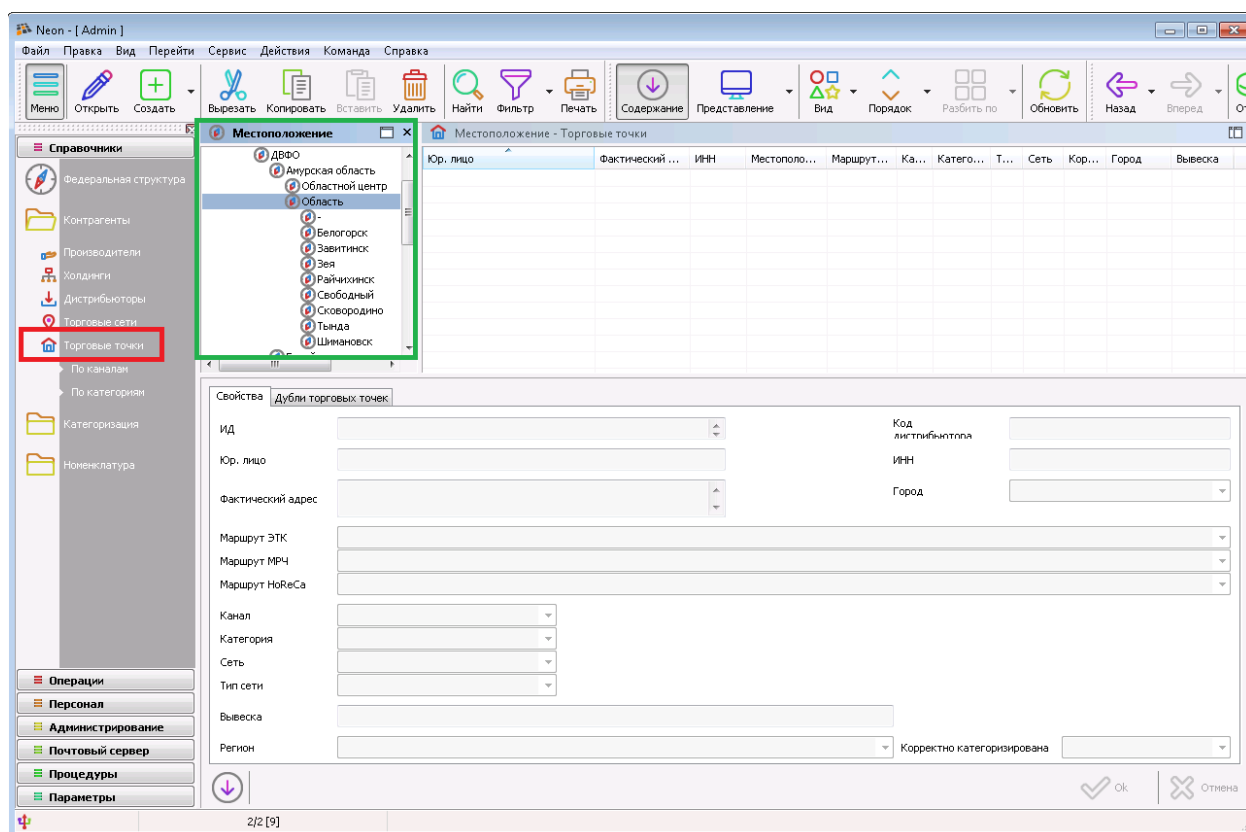 Neon - [ Admin ]
Файл Правка Вид Перейти Сервис Действия Команда Справка
Меню Открыть Создать Вырезать Копировать Вставить Удалить Найти Фильтр Печать Содержание Представление Вид Порядок Разбить по Обновить Назад Вперед
Справочники
Федеральная структура
Контрагенты
Производители
Холдинги
Дистрибьюторы
Торговые сети
Торговые точки
По каналам
По категориям
Категоризация
Номенклатура
Операции
Персонал
Администрирование
Почтовый сервер
Процедуры
Параметры
Местоположение
ДВФО
Амурская область
Областной центр
Область
-
Белогорск
Завитинск
Зея
Райчихинск
Свободный
Сковородино
Тында
Шимановск
Местоположение - Торговые точки
Юр. лицо Фактический ... ИНН Местополо... Маршрут... Ка... Катего... Т... Сеть Кор... Город Вывеска
Свойства Дубли торговых точек
ИД Код дистрибьютора
Юр. лицо ИНН
Фактический адрес Город
Маршрут ЭТК
Маршрут МРЧ
Маршрут HoReCa
Канал
Категория
Сеть
Тип сети
Вывеска
Регион Корректно категоризирована
Ok Отмена
2/2 [9]